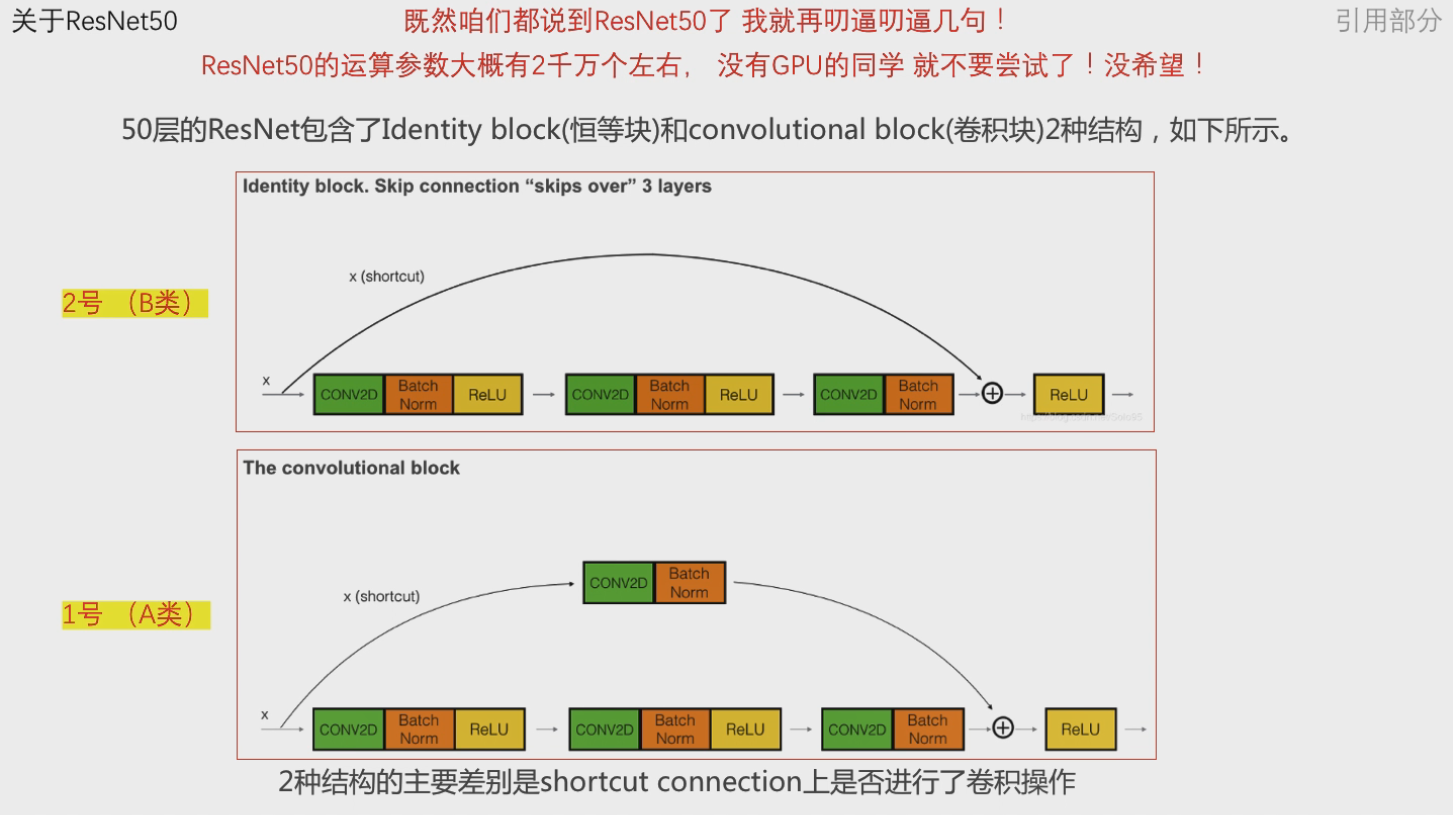 关于ResNet50
既然咱们都说到ResNet50了 我就再叨逼叨逼几句！
引用部分
ResNet50的运算参数大概有2千万个左右， 没有GPU的同学 就不要尝试了！没希望！
50层的ResNet包含了Identity block(恒等块)和convolutional block(卷积块)2种结构，如下所示。
Identity block. Skip connection “skips over” 3 layers
x (shortcut)
2号 （B类）
x
CONV2D Batch Norm ReLU CONV2D Batch Norm ReLU CONV2D Batch Norm ReLU
The convolutional block
CONV2D Batch Norm
x (shortcut)
1号 （A类）
x
CONV2D Batch Norm ReLU CONV2D Batch Norm ReLU CONV2D Batch Norm ReLU
2种结构的主要差别是shortcut connection上是否进行了卷积操作